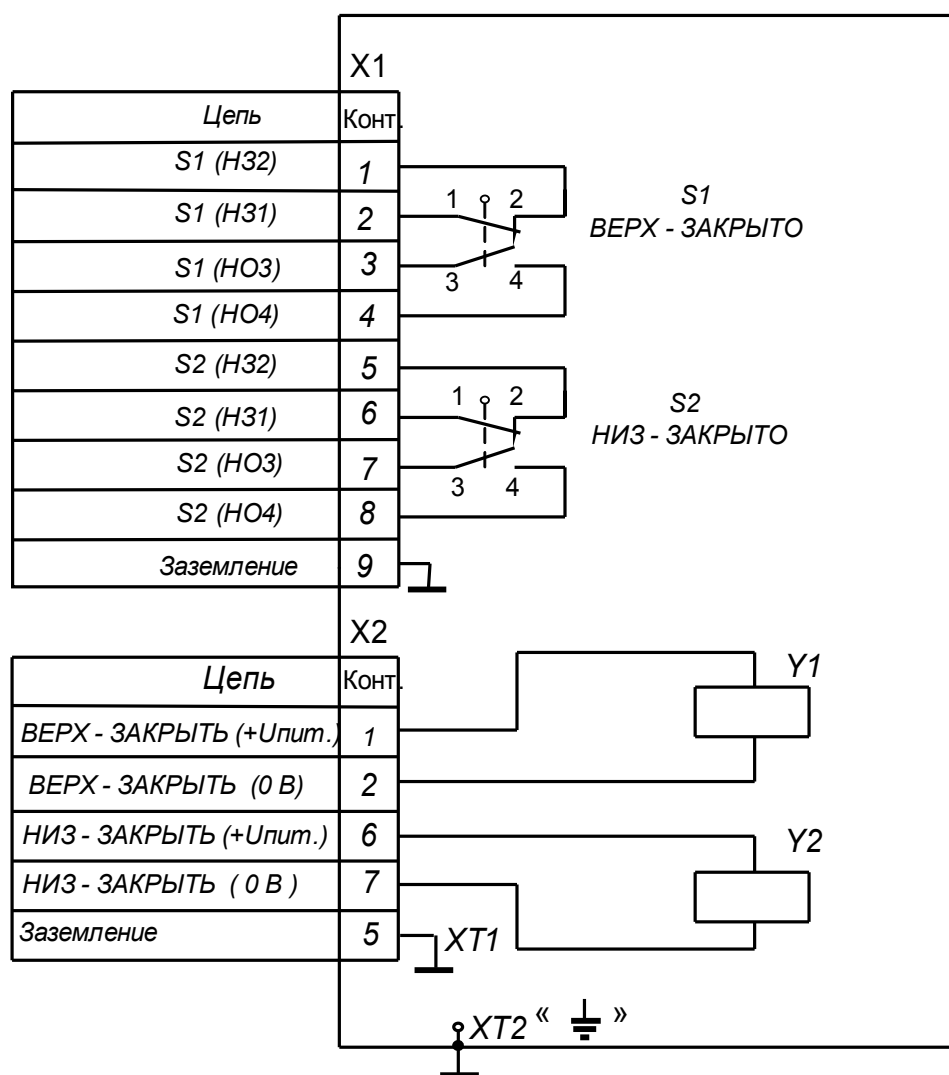 X1
Цепь Конт.
S1 (НЗ2) 1
S1 (НЗ1) 2
S1 (НО3) 3
S1 (НО4) 4
S2 (НЗ2) 5
S2 (НЗ1) 6
S2 (НО3) 7
S2 (НО4) 8
Заземление 9
1 2
3 4
S1
ВЕРХ - ЗАКРЫТО
1 2
3 4
S2
НИЗ - ЗАКРЫТО
X2
Цепь Конт.
ВЕРХ - ЗАКРЫТЬ (+Uпит.) 1
ВЕРХ - ЗАКРЫТЬ (0 В) 2
НИЗ - ЗАКРЫТЬ (+Uпит.) 6
НИЗ - ЗАКРЫТЬ ( 0 В ) 7
Заземление 5
Y1
Y2
XT1
XT2 « »